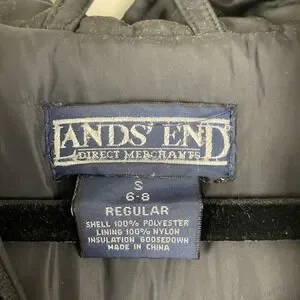 LANDS' END
DIRECT MERCHANTS
S
6-8
REGULAR
SHELL 100% POLYESTER
LINING 100% NYLON
INSULATION GOOSEDOWN
MADE IN CHINA